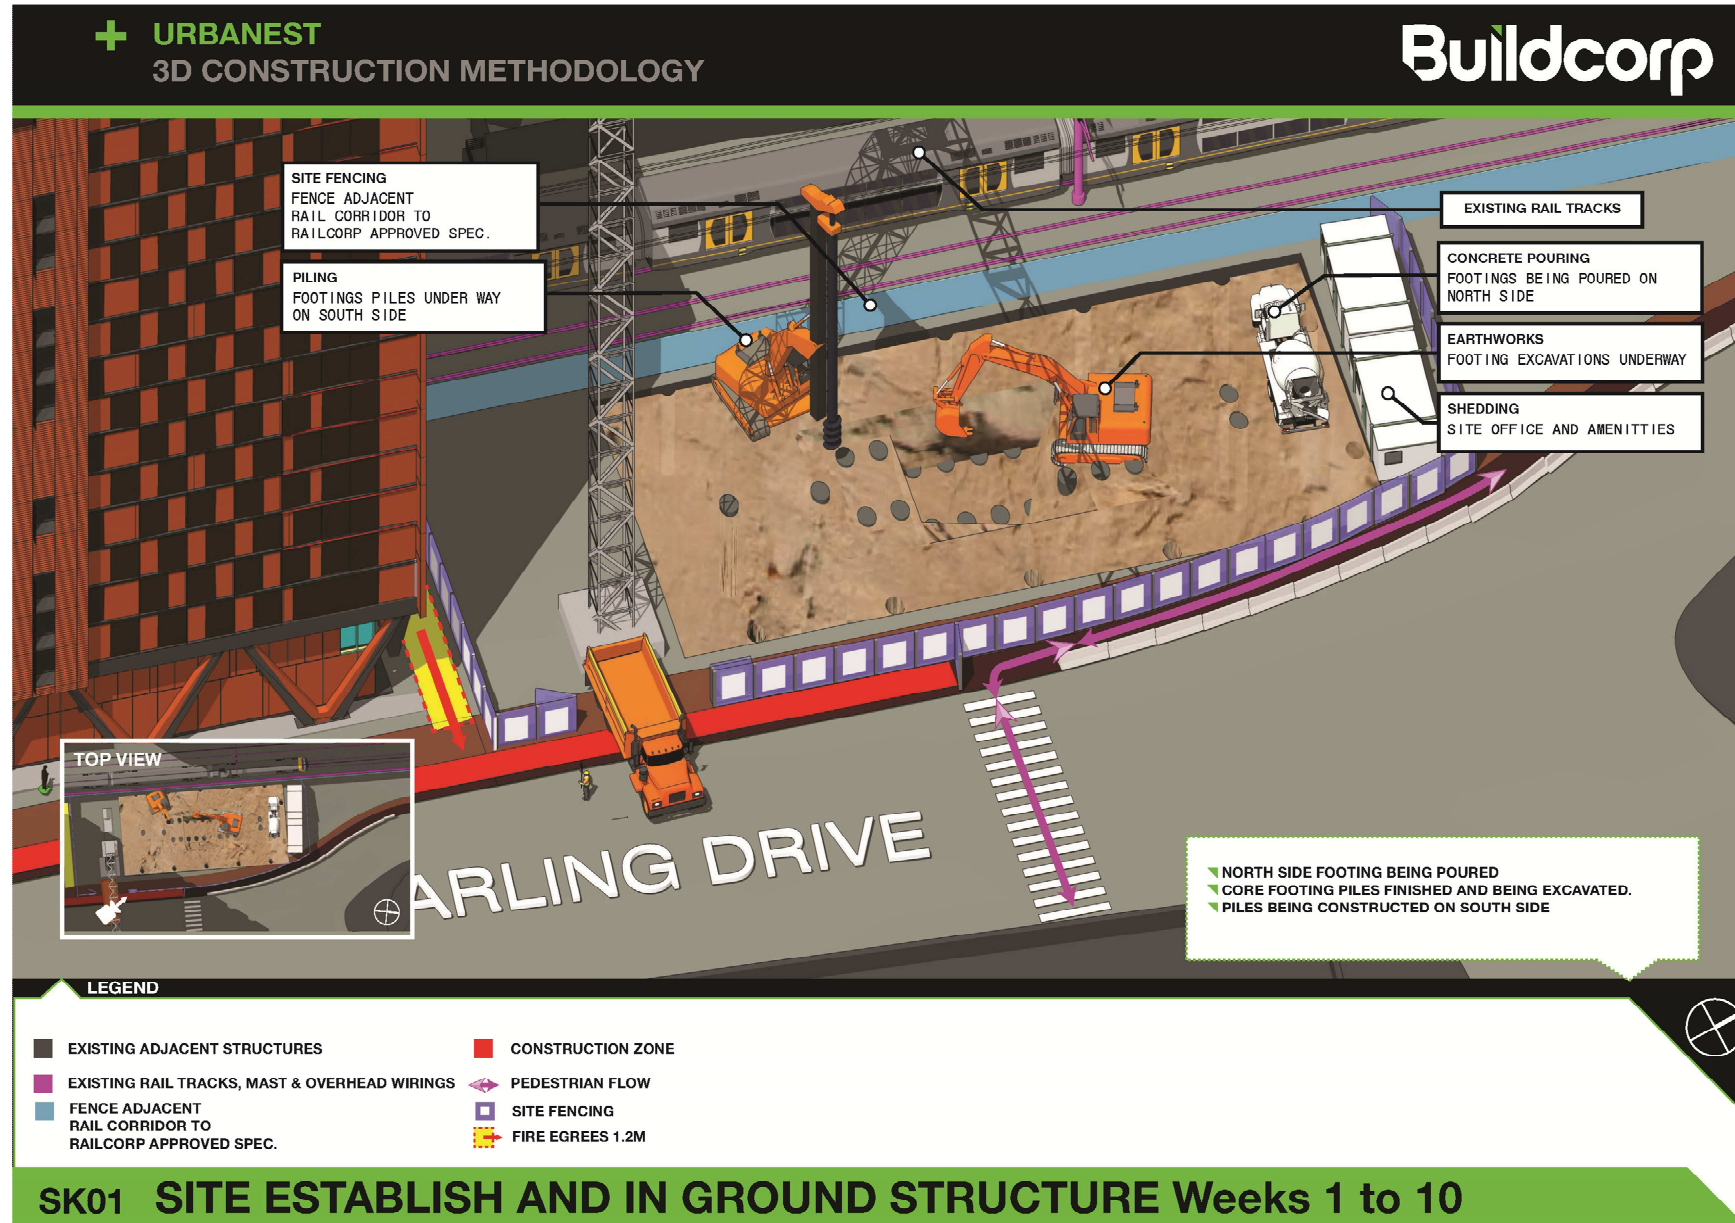 URBANEST
3D CONSTRUCTION METHODOLOGY
Buildcorp
SITE FENCING
FENCE ADJACENT
RAIL CORRIDOR TO
RAILCORP APPROVED SPEC.
PILING
FOOTINGS PILES UNDER WAY
ON SOUTH SIDE
EXISTING RAIL TRACKS
CONCRETE POURING
FOOTINGS BEING POURED ON
NORTH SIDE
EARTHWORKS
FOOTING EXCAVATIONS UNDERWAY
SHEDDING
SITE OFFICE AND AMENITTIES
TOP VIEW
ARLING DRIVE
NORTH SIDE FOOTING BEING POURED
CORE FOOTING PILES FINISHED AND BEING EXCAVATED.
PILES BEING CONSTRUCTED ON SOUTH SIDE
LEGEND
EXISTING ADJACENT STRUCTURES
EXISTING RAIL TRACKS, MAST & OVERHEAD WIRINGS
FENCE ADJACENT
RAIL CORRIDOR TO
RAILCORP APPROVED SPEC.
CONSTRUCTION ZONE
PEDESTRIAN FLOW
SITE FENCING
FIRE EGREES 1.2M
SK01 SITE ESTABLISH AND IN GROUND STRUCTURE Weeks 1 to 10